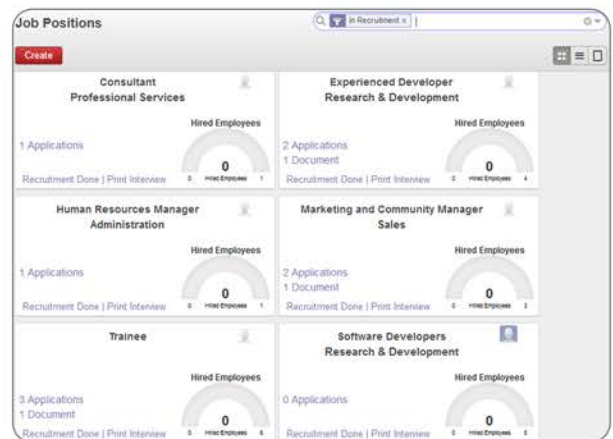 Job Positions
in Recruitment x
Create
Consultant
Professional Services
Hired Employees
1 Applications
0
0 Hired Employees 1
Recruitment Done | Print Interview
Experienced Developer
Research & Development
Hired Employees
2 Applications
1 Document
0
0 Hired Employees 4
Recruitment Done | Print Interview
Human Resources Manager
Administration
Hired Employees
1 Applications
0
0 Hired Employees 1
Recruitment Done | Print Interview
Marketing and Community Manager
Sales
Hired Employees
2 Applications
1 Document
0
0 Hired Employees 3
Recruitment Done | Print Interview
Trainee
Hired Employees
3 Applications
1 Document
0
Recruitment Done | Print Interview
0 Hired Employees
Software Developers
Research & Development
Hired Employees
0 Applications
0
Recruitment Done | Print Interview
0 Hired Employees